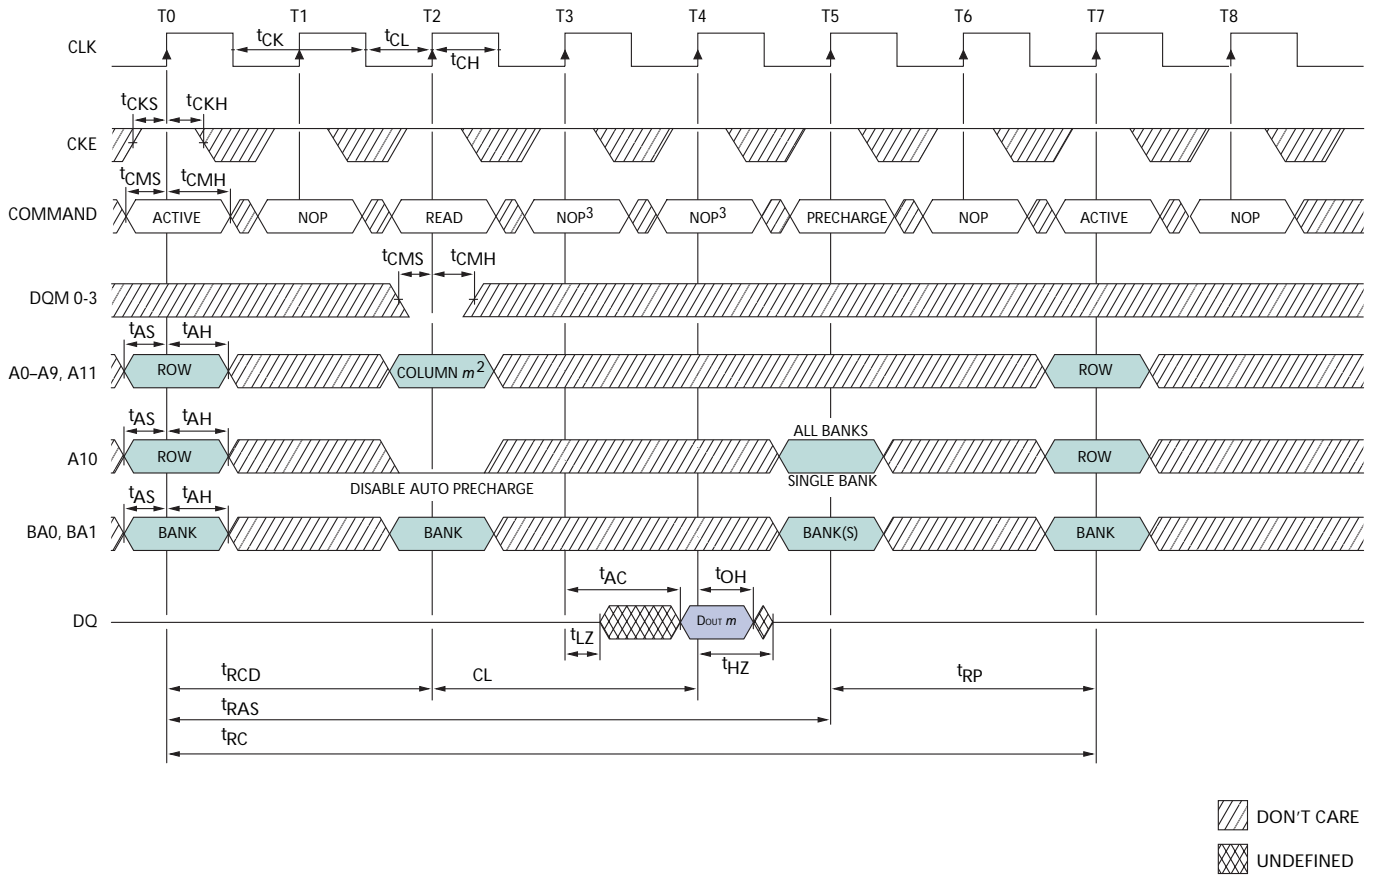 T0 T1 T2 T3 T4 T5 T6 T7 T8
CLK
tCK tCL
tCH
tCKS tCKH
CKE
tCMS tCMH
COMMAND ACTIVE NOP READ NOP3 NOP3 PRECHARGE NOP ACTIVE NOP
tCMS tCMH
DQM 0-3
tAS tAH
A0–A9, A11 ROW COLUMN m2 ROW
tAS tAH
ALL BANKS
A10 ROW ROW
DISABLE AUTO PRECHARGE SINGLE BANK
tAS tAH
BA0, BA1 BANK BANK BANK(S) BANK
tAC tOH
DQ DOUT m
tLZ tHZ
tRCD CL tRP
tRAS
tRC
DON'T CARE
UNDEFINED